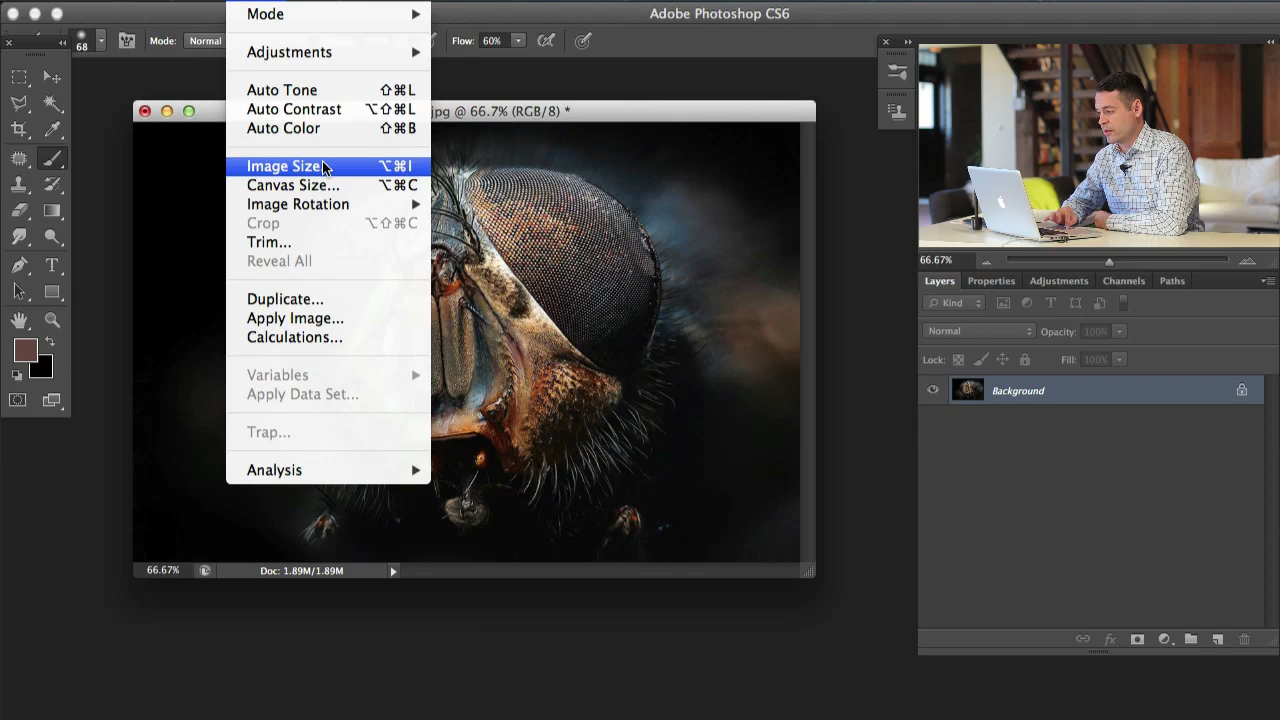 Adobe Photoshop CS6
Mode
68
Mode: Normal
Flow: 60%
Adjustments
Auto Tone ⇧⌘L
Auto Contrast ⌥⇧⌘L
Auto Color ⇧⌘B
jpg @ 66.7% (RGB/8) *
Image Size ⌥⌘I
Canvas Size... ⌥⌘C
Image Rotation
Crop ⌥⇧⌘C
Trim...
Reveal All
Duplicate...
Apply Image...
Calculations...
Variables
Apply Data Set...
Trap...
Analysis
66.67%
Doc: 1.89M/1.89M
66.67%
Layers Properties Adjustments Channels Paths
Kind
Normal Opacity: 100%
Lock: Fill: 100%
Background